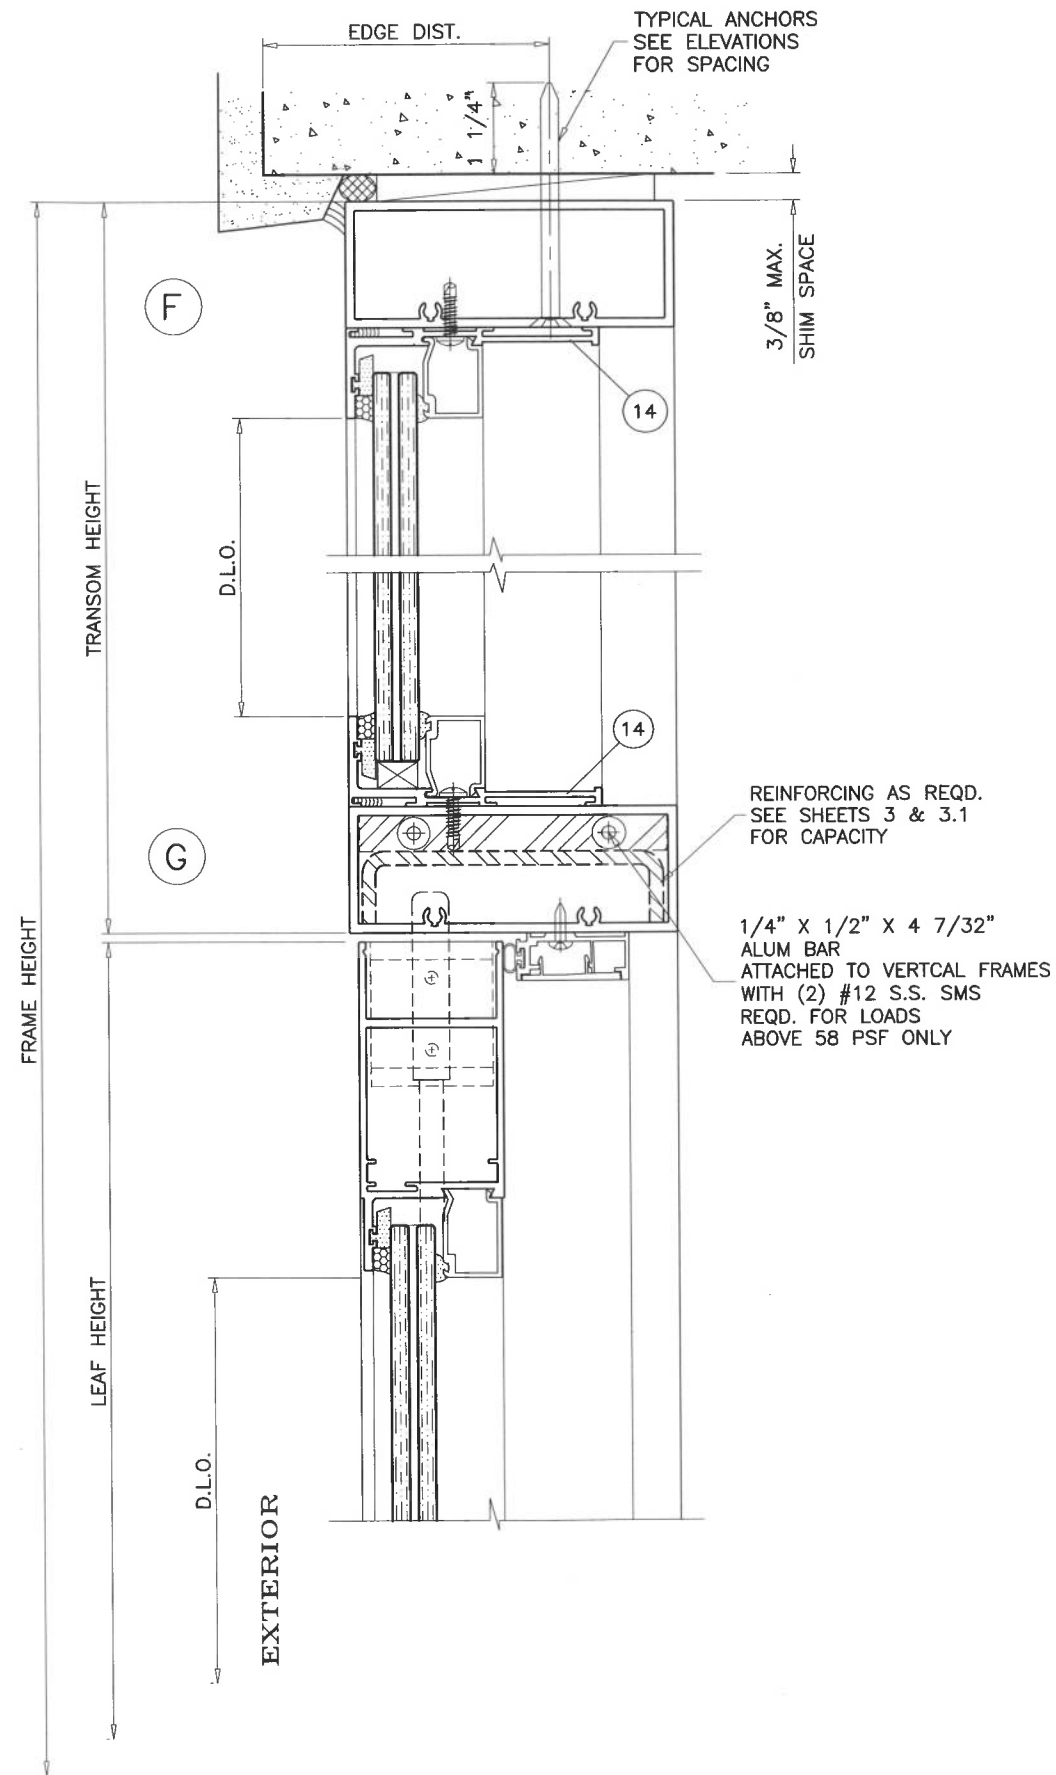 EDGE DIST.
TYPICAL ANCHORS
SEE ELEVATIONS
FOR SPACING
1 1/4"
3/8" MAX.
SHIM SPACE
F
14
TRANSOM HEIGHT
D.L.O.
14
REINFORCING AS REQD.
SEE SHEETS 3 & 3.1
FOR CAPACITY
G
1/4" X 1/2" X 4 7/32"
ALUM BAR
ATTACHED TO VERTCAL FRAMES
WITH (2) #12 S.S. SMS
REQD. FOR LOADS
ABOVE 58 PSF ONLY
FRAME HEIGHT
LEAF HEIGHT
D.L.O.
EXTERIOR